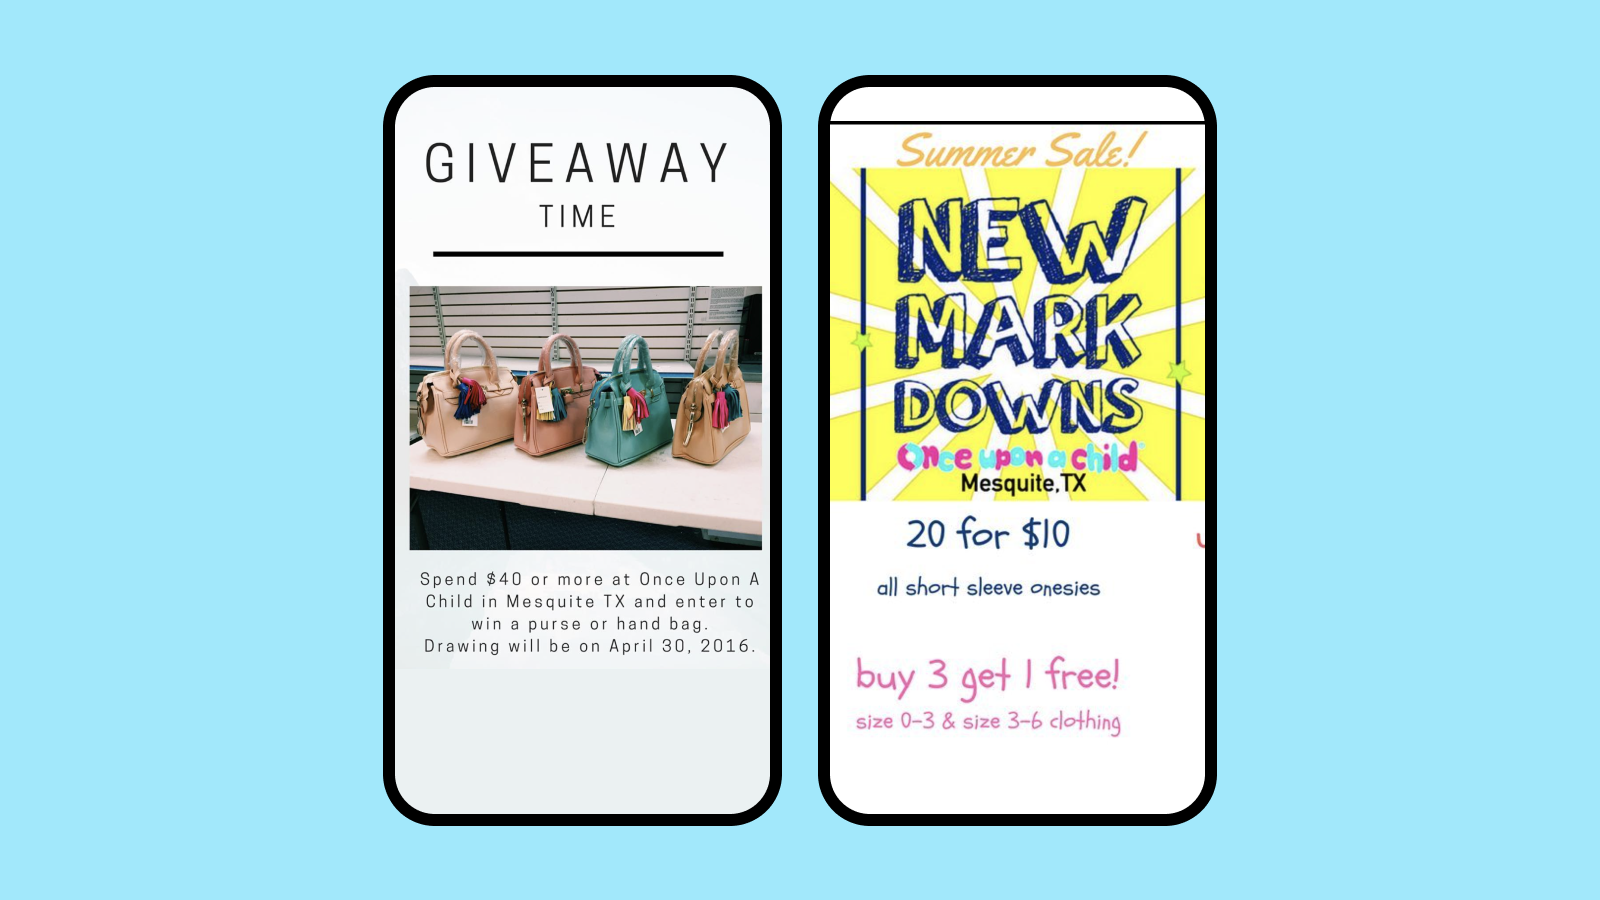 GIVEAWAY
TIME
Spend $40 or more at Once Upon A
Child in Mesquite TX and enter to
win a purse or hand bag.
Drawing will be on April 30, 2016.
Summer Sale!
NEW
MARK
DOWNS
Once upon a child
Mesquite,TX
20 for $10
all short sleeve onesies
buy 3 get 1 free!
size 0-3 & size 3-6 clothing